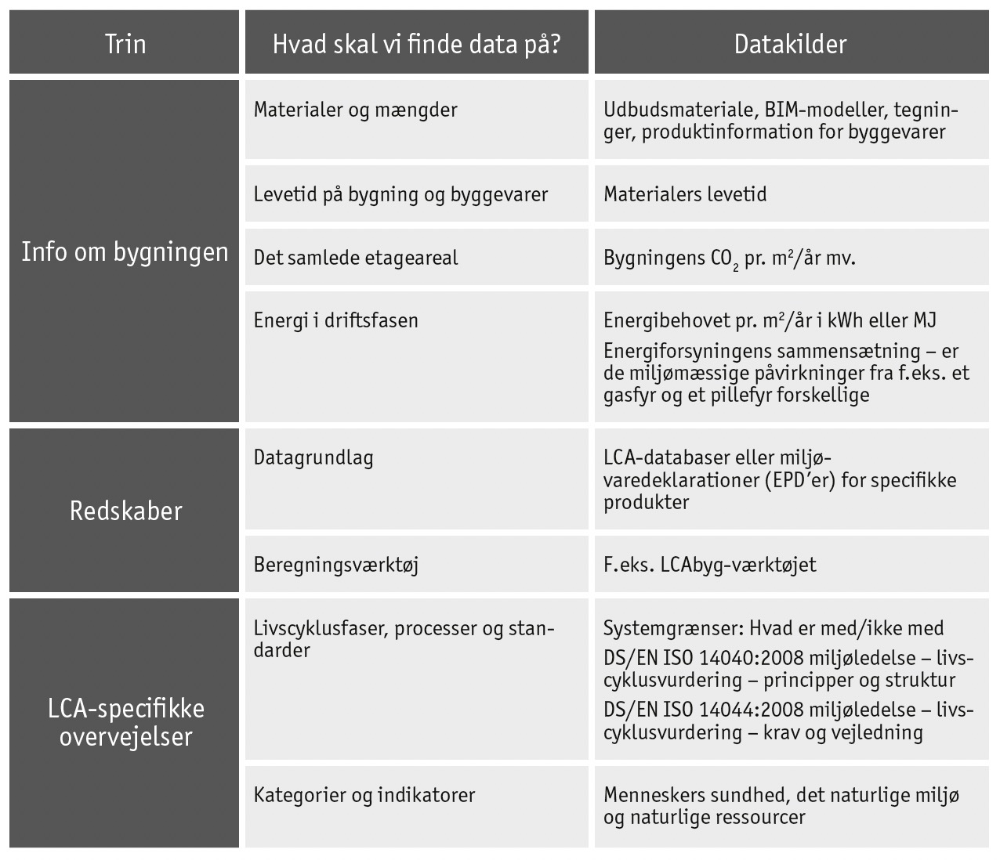 Trin
Hvad skal vi finde data på?
Datakilder
Info om bygningen
Materialer og mængder
Udbudsmateriale, BIM-modeller, tegnin-
ger, produktinformation for byggevarer
Levetid på bygning og byggevarer
Materialers levetid
Det samlede etageareal
Bygningens CO₂ pr. m²/år mv.
Energi i driftsfasen
Energibehovet pr. m²/år i kWh eller MJ
Energiforsyningens sammensætning – er
de miljømæssige påvirkninger fra f.eks. et
gasfyr og et pillefyr forskellige
Redskaber
Datagrundlag
LCA-databaser eller miljø-
varedeklarationer (EPD’er) for specifikke
produkter
Beregningsværktøj
F.eks. LCAbyg-værktøjet
LCA-specifikke
overvejelser
Livscyklusfaser, processer og stan-
darder
Systemgrænser: Hvad er med/ikke med
DS/EN ISO 14040:2008 miljøledelse – livs-
cyklusvurdering – principper og struktur
DS/EN ISO 14044:2008 miljøledelse – livs-
cyklusvurdering – krav og vejledning
Kategorier og indikatorer
Menneskers sundhed, det naturlige miljø
og naturlige ressourcer